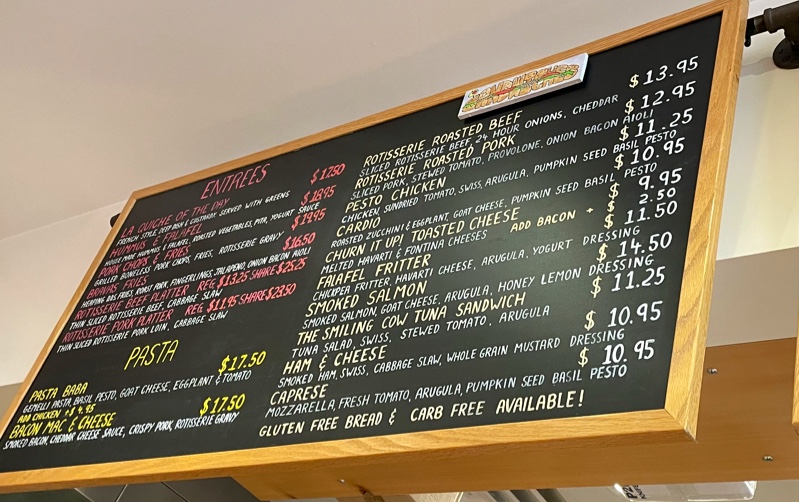 ENTREES
LA QUICHE OF THE DAY $17.50
FRENCH STYLE, DEEP DISH & CUSTARDY. SERVED WITH GREENS
HUMMUS & FALAFEL $18.95
HOUSE MADE HUMMUS & FALAFEL, ROASTED VEGETABLES, PITA, YOGURT SAUCE
PORK CHOPS & FRIES $19.95
GRILLED BONELESS PORK CHOPS, FRIES, ROTISSERIE GRAVY
BRAVAS FRIES $16.50
ROAST PORK, FINGERLINGS, JALAPENO, ONION BACON AIOLI
ROTISSERIE BEEF PLATTER REG $13.25 SHARE $25.25
THIN SLICED ROTISSERIE BEEF, CABBAGE SLAW
ROTISSERIE PORK PLATTER REG $11.95 SHARE $23.50
THIN SLICED ROTISSERIE PORK LOIN, CABBAGE SLAW
PASTA
PASTA BABA $17.50
GEMELLI PASTA, BASIL PESTO, GOAT CHEESE, EGGPLANT & TOMATO
ADD CHICKEN +$4.95
BACON MAC & CHEESE $17.50
SMOKED BACON, CHEDDAR CHEESE SAUCE, CRISPY PORK, ROTISSERIE GRAVY
SANDWICHES
ROTISSERIE ROASTED BEEF $13.95
SLICED ROTISSERIE BEEF, 24 HOUR ONIONS, CHEDDAR
ROTISSERIE ROASTED PORK $12.95
SLICED PORK, STEWED TOMATO, PROVOLONE, ONION BACON AIOLI
PESTO CHICKEN $11.25
CHICKEN, SUNDRIED TOMATO, SWISS, ARUGULA, PUMPKIN SEED BASIL PESTO
CARDIO $10.95
ROASTED ZUCCHINI & EGGPLANT, GOAT CHEESE, PUMPKIN SEED BASIL PESTO
CHURN IT UP! TOASTED CHEESE $9.95
MELTED HAVARTI & FONTINA CHEESES ADD BACON + $2.50
FALAFEL FRITTER $11.50
CHICKPEA FRITTER, HAVARTI CHEESE, ARUGULA, YOGURT DRESSING
SMOKED SALMON $14.50
SMOKED SALMON, GOAT CHEESE, ARUGULA, HONEY LEMON DRESSING
THE SMILING COW TUNA SANDWICH $11.25
TUNA SALAD, SWISS, STEWED TOMATO, ARUGULA
HAM & CHEESE $10.95
SMOKED HAM, SWISS, CABBAGE SLAW, WHOLE GRAIN MUSTARD DRESSING
CAPRESE $10.95
MOZZARELLA, FRESH TOMATO, ARUGULA, PUMPKIN SEED BASIL PESTO
GLUTEN FREE BREAD & CARB FREE AVAILABLE!